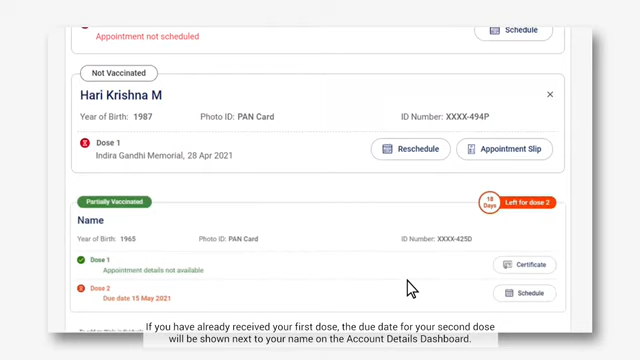 Appointment not scheduled
Schedule
Not Vaccinated
Hari Krishna M
Year of Birth: 1987 Photo ID: PAN Card ID Number: XXXX-494P
Dose 1
Indira Gandhi Memorial, 28 Apr 2021
Reschedule
Appointment Slip
Partially Vaccinated
18 Days
Left for dose 2
Name
Year of Birth: 1965 Photo ID: PAN Card ID Number: XXXX-425D
Dose 1
Appointment details not available
Certificate
Dose 2
Due date 15 May 2021
Schedule
If you have already received your first dose, the due date for your second dose
will be shown next to your name on the Account Details Dashboard.